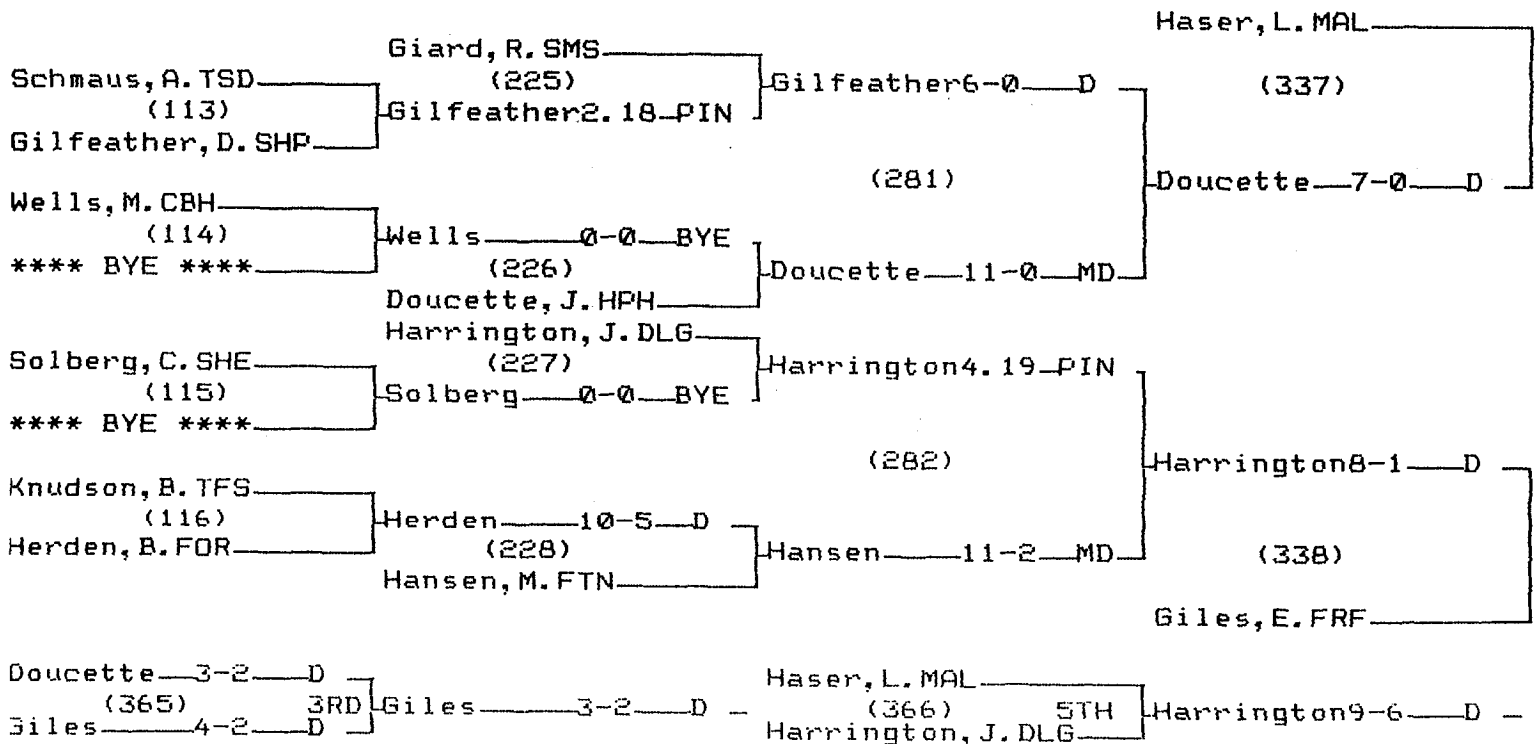 Haser, L. MAL
Giard, R. SMS
Schmaus, A. TSD (225) Gilfeather6-0 D (337)
(113) Gilfeather2.18 PIN
Gilfeather, D. SHP
(281) Doucette 7-0 D
Wells, M. CBH
(114) Wells 0-0 BYE
**** BYE **** (226) Doucette 11-0 MD
Doucette, J. HPH
Harrington, J. DLG
Solberg, C. SHE (227) Harrington4.19 PIN
(115) Solberg 0-0 BYE
**** BYE ****
(282) Harrington8-1 D
Knudson, B. TFS
(116) Herden 10-5 D
Herden, B. FOR (228) Hansen 11-2 MD (338)
Hansen, M. FTN
Giles, E. FRF
Doucette 3-2 D Haser, L. MAL
(365) 3RD Giles 3-2 D (366) 5TH Harrington9-6 D
Giles 4-2 D Harrington, J. DLG